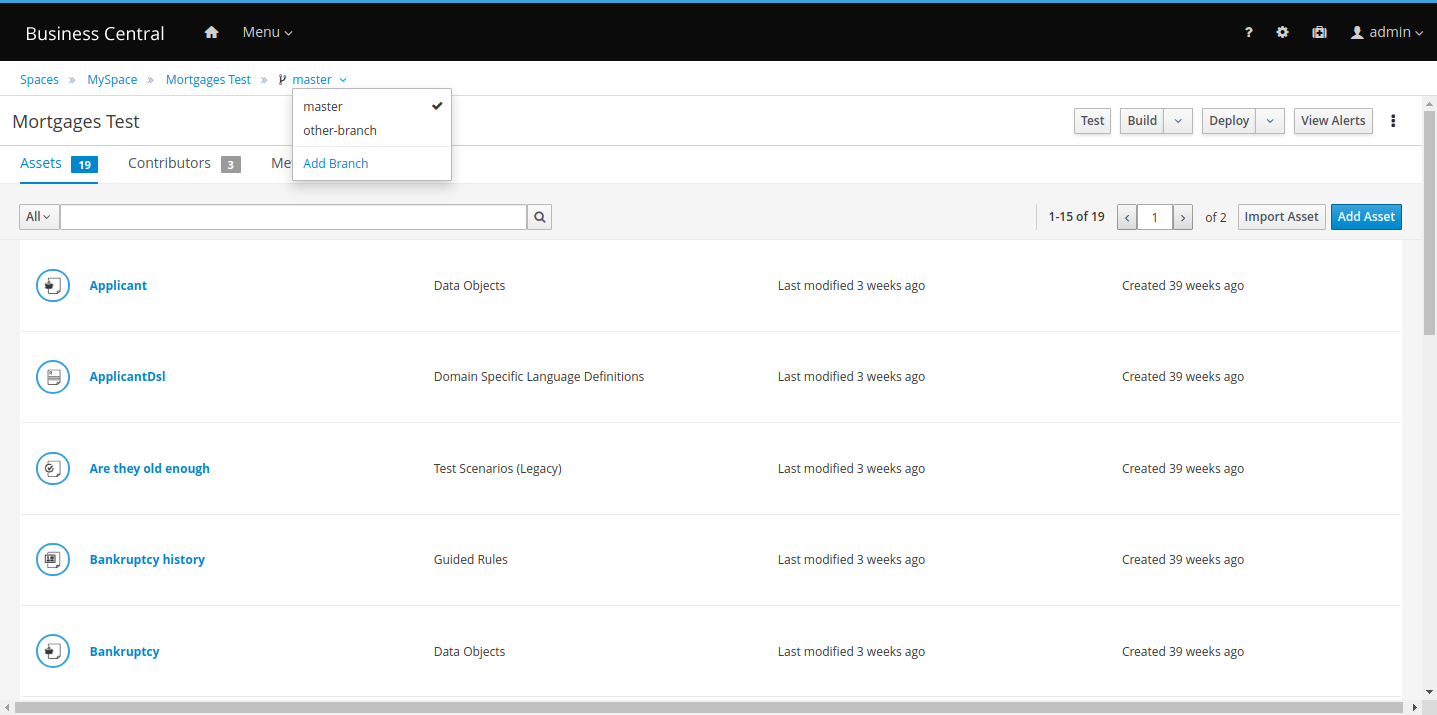 Business Central Menu ? admin
Spaces » MySpace » Mortgages Test » master
master
other-branch
Add Branch
Mortgages Test Test Build Deploy View Alerts
Assets 19 Contributors 3 Me
All 1-15 of 19 < 1 > of 2 Import Asset Add Asset
Applicant Data Objects Last modified 3 weeks ago Created 39 weeks ago
ApplicantDsl Domain Specific Language Definitions Last modified 3 weeks ago Created 39 weeks ago
Are they old enough Test Scenarios (Legacy) Last modified 3 weeks ago Created 39 weeks ago
Bankruptcy history Guided Rules Last modified 3 weeks ago Created 39 weeks ago
Bankruptcy Data Objects Last modified 3 weeks ago Created 39 weeks ago